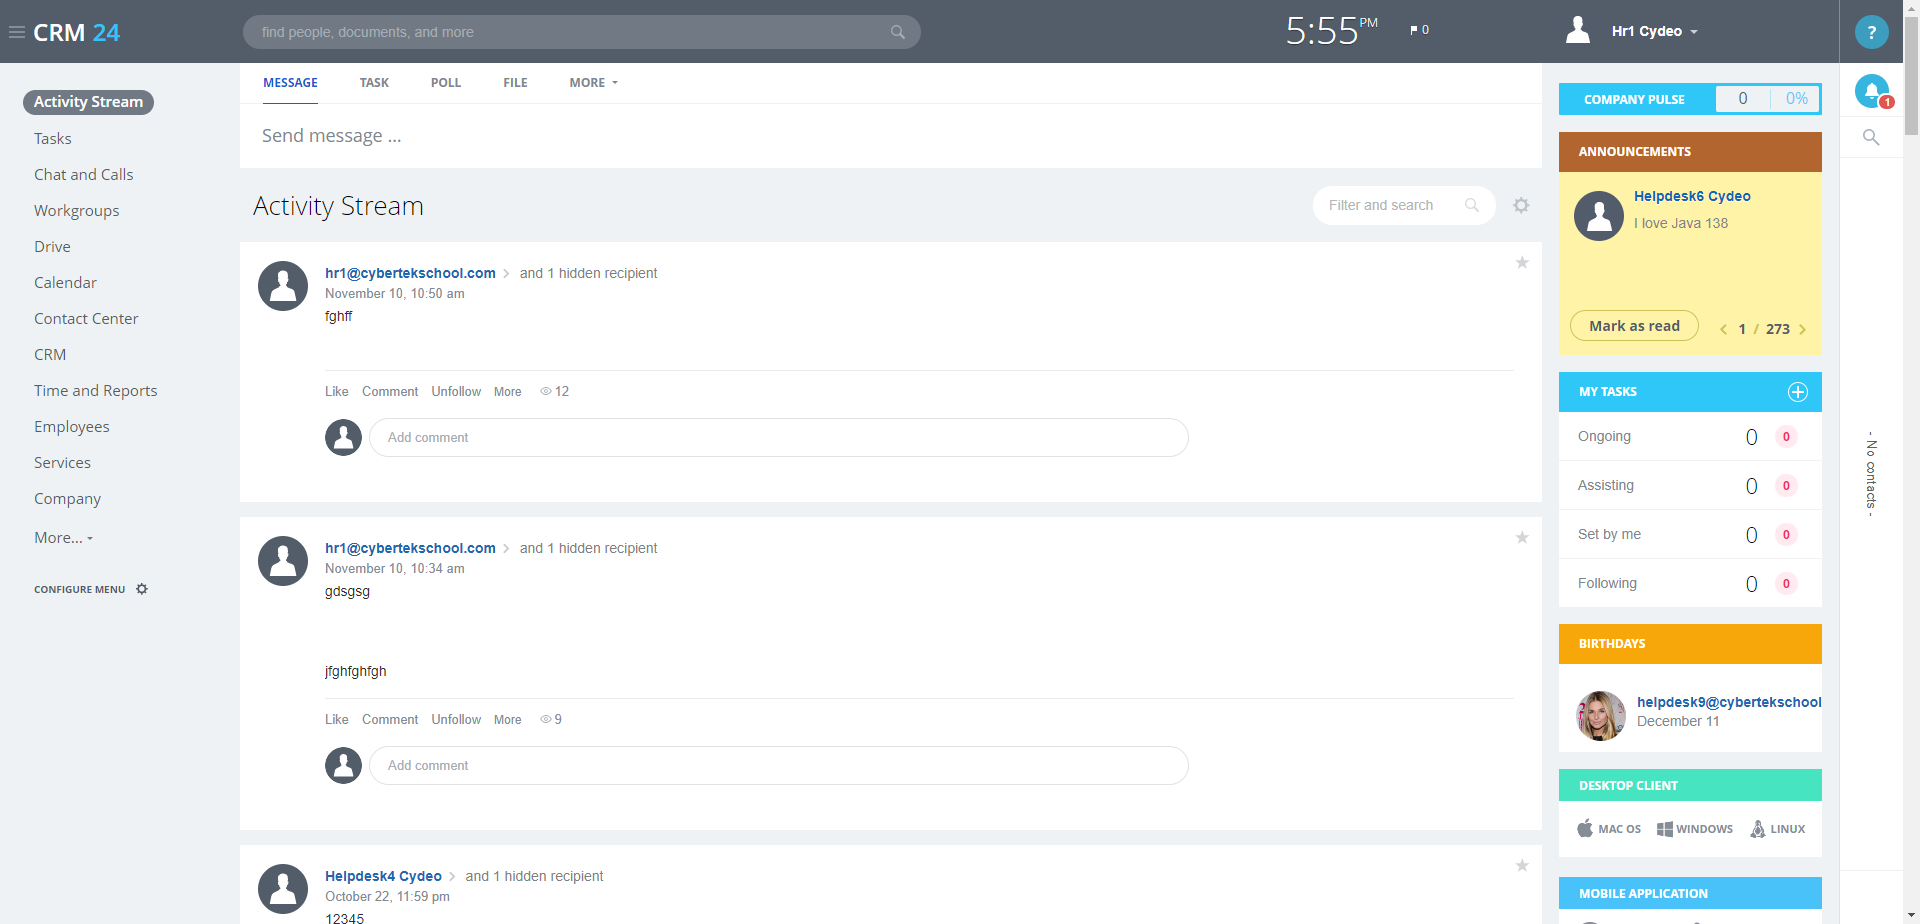 CRM 24
find people, documents, and more
5:55 PM
0
Hr1 Cydeo
?
1
Activity Stream
Tasks
Chat and Calls
Workgroups
Drive
Calendar
Contact Center
CRM
Time and Reports
Employees
Services
Company
More...
CONFIGURE MENU
MESSAGE TASK POLL FILE MORE
Send message ...
Activity Stream
Filter and search
hr1@cybertekschool.com and 1 hidden recipient
November 10, 10:50 am
fghff
Like Comment Unfollow More 12
Add comment
hr1@cybertekschool.com and 1 hidden recipient
November 10, 10:34 am
gdsgsg
jfghfghfgh
Like Comment Unfollow More 9
Add comment
Helpdesk4 Cydeo and 1 hidden recipient
October 22, 11:59 pm
12345
COMPANY PULSE 0 0%
ANNOUNCEMENTS
Helpdesk6 Cydeo
I love Java 138
Mark as read 1 / 273
MY TASKS
Ongoing 0 0
Assisting 0 0
Set by me 0 0
Following 0 0
BIRTHDAYS
helpdesk9@cybertekschool
December 11
DESKTOP CLIENT
MAC OS WINDOWS LINUX
MOBILE APPLICATION
- No contacts -